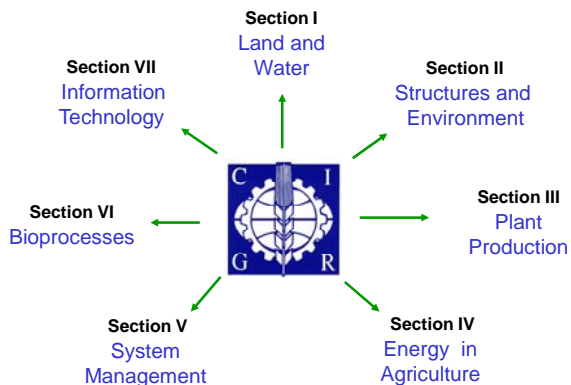 Section I
Land and
Water
Section II
Structures and
Environment
Section III
Plant
Production
Section IV
Energy in
Agriculture
Section V
System
Management
Section VI
Bioprocesses
Section VII
Information
Technology
C I
G R